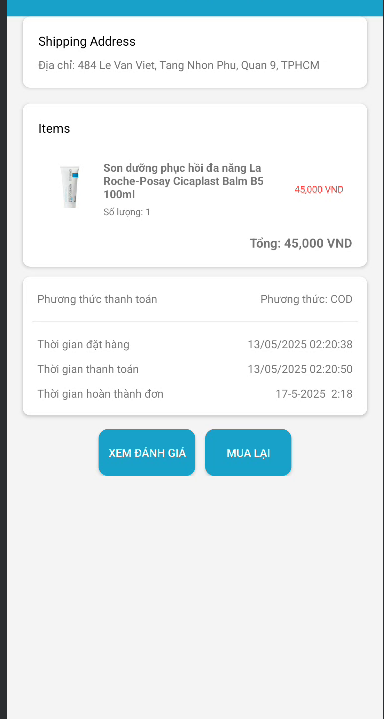 Shipping Address
Địa chỉ: 484 Le Van Viet, Tang Nhon Phu, Quan 9, TPHCM
Items
Son dưỡng phục hồi đa năng La
Roche-Posay Cicaplast Balm B5
100ml
45,000 VND
Số lượng: 1
Tổng: 45,000 VND
Phương thức thanh toán Phương thức: COD
Thời gian đặt hàng 13/05/2025 02:20:38
Thời gian thanh toán 13/05/2025 02:20:50
Thời gian hoàn thành đơn 17-5-2025 2:18
XEM ĐÁNH GIÁ MUA LẠI